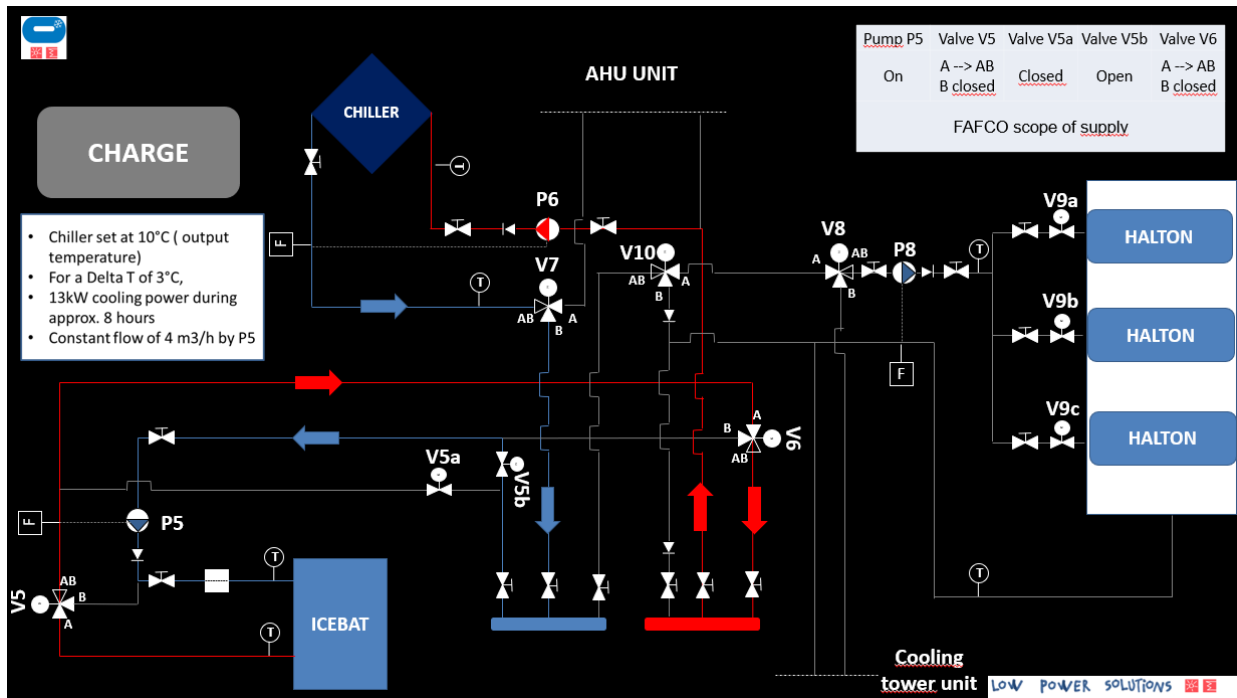 Pump P5 Valve V5 Valve V5a Valve V5b Valve V6
On A --> AB B closed Closed Open A --> AB B closed
FAFCO scope of supply
AHU UNIT
CHILLER
CHARGE
T
P6
• Chiller set at 10°C ( output temperature)
• For a Delta T of 3°C,
• 13kW cooling power during approx. 8 hours
• Constant flow of 4 m3/h by P5
F
T
V7
AB
A
B
V10
AB
A
B
V8
A
AB
B
P8
T
F
V9a
HALTON
V9b
HALTON
V9c
HALTON
A
B
AB
V6
V5a
V5b
F
P5
T
AB
B
A
V5
T
ICEBAT
T
Cooling
tower unit
LOW POWER SOLUTIONS